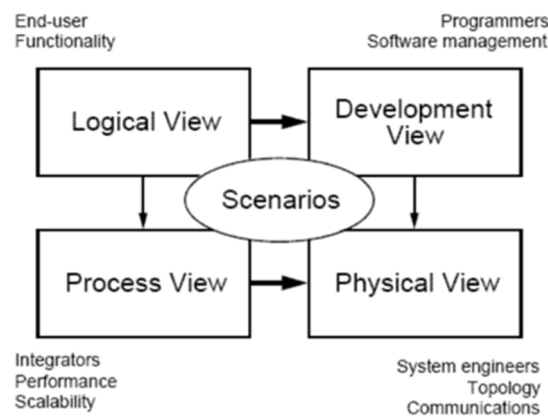 End-user
Functionality
Programmers
Software management
Logical View
Development
View
Scenarios
Process View
Physical View
Integrators
Performance
Scalability
System engineers
Topology
Communications